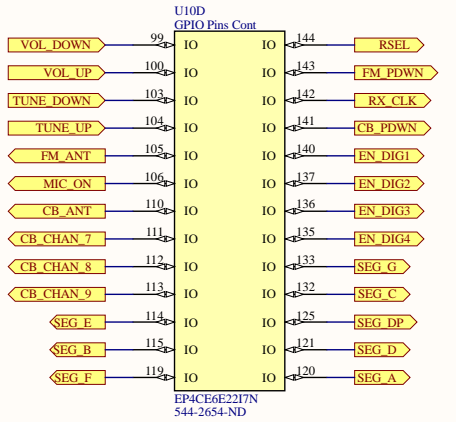 U10D
GPIO Pins Cont
VOL_DOWN 99 IO IO 144 RSEL
VOL_UP 100 IO IO 143 FM_PDWN
TUNE_DOWN 103 IO IO 142 RX_CLK
TUNE_UP 104 IO IO 141 CB_PDWN
FM_ANT 105 IO IO 140 EN_DIG1
MIC_ON 106 IO IO 137 EN_DIG2
CB_ANT 110 IO IO 136 EN_DIG3
CB_CHAN_7 111 IO IO 135 EN_DIG4
CB_CHAN_8 112 IO IO 133 SEG_G
CB_CHAN_9 113 IO IO 132 SEG_C
SEG_E 114 IO IO 125 SEG_DP
SEG_B 115 IO IO 121 SEG_D
SEG_F 119 IO IO 120 SEG_A
EP4CE6E22I7N
544-2654-ND